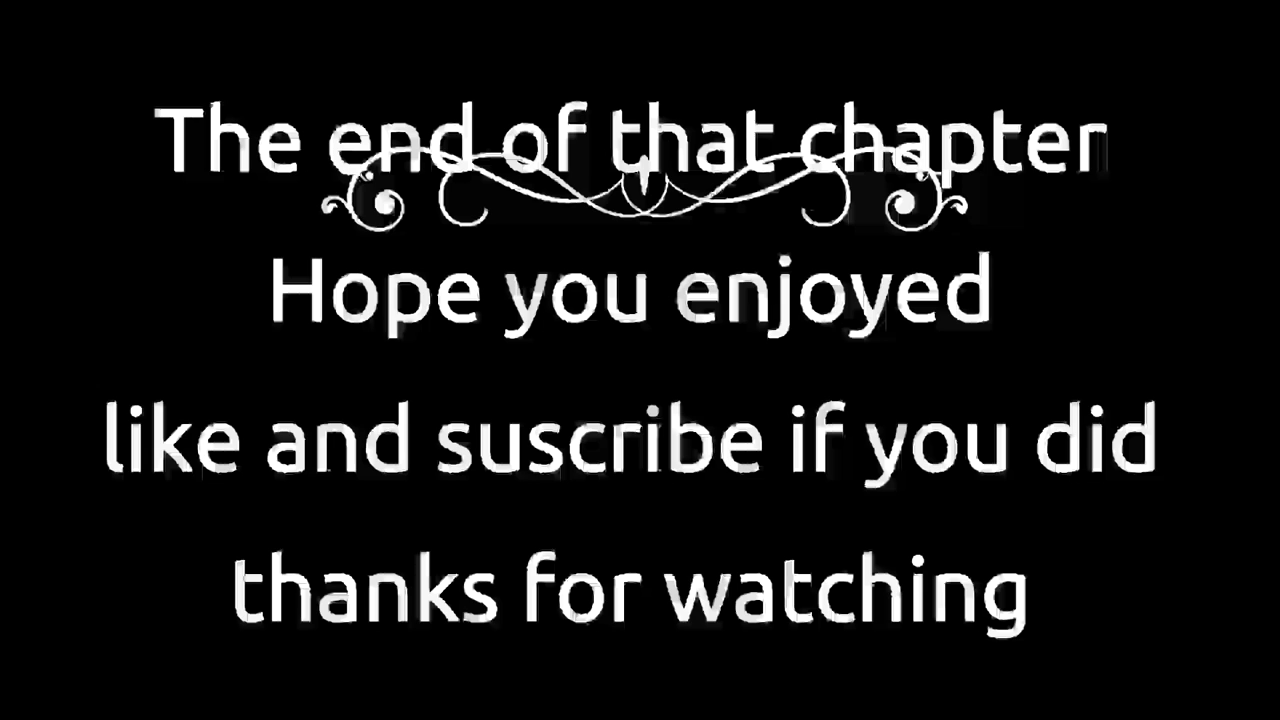 The end of that chapter
Hope you enjoyed
like and suscribe if you did
thanks for watching